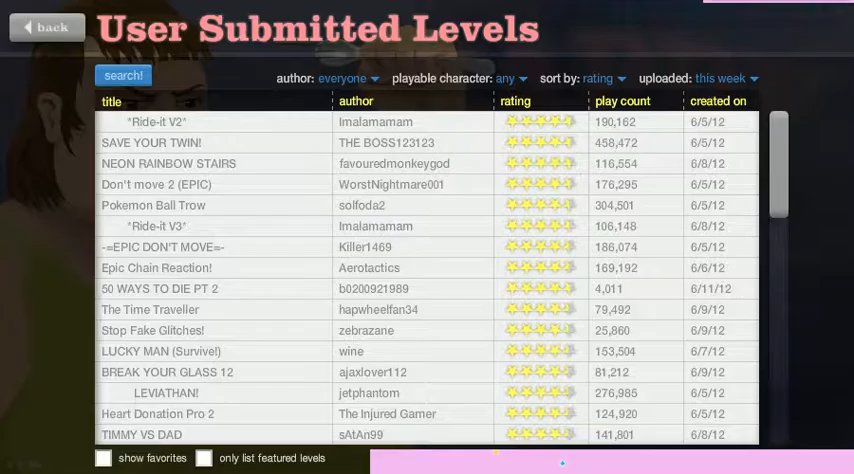 back
User Submitted Levels
search!
author: everyone playable character: any sort by: rating uploaded: this week
title author rating play count created on
*Ride-it V2* Imalamamam 190,162 6/5/12
SAVE YOUR TWIN! THE BOSS123123 458,472 6/5/12
NEON RAINBOW STAIRS favouredmonkeygod 116,554 6/8/12
Don't move 2 (EPIC) WorstNightmare001 176,295 6/5/12
Pokemon Ball Trow solfoda2 304,501 6/5/12
*Ride-it V3* Imalamamam 106,148 6/8/12
-=EPIC DON'T MOVE=- Killer1469 186,074 6/5/12
Epic Chain Reaction! Aerotactics 169,192 6/6/12
50 WAYS TO DIE PT 2 b0200921989 4,011 6/11/12
The Time Traveller hapwheelfan34 79,492 6/9/12
Stop Fake Glitches! zebrazane 25,860 6/9/12
LUCKY MAN (Survive!) wine 153,504 6/7/12
BREAK YOUR GLASS 12 ajaxlover112 81,212 6/9/12
LEVIATHAN! jetphantom 276,985 6/5/12
Heart Donation Pro 2 The Injured Gamer 124,920 6/5/12
TIMMY VS DAD sAtAn99 141,801 6/8/12
show favorites only list featured levels